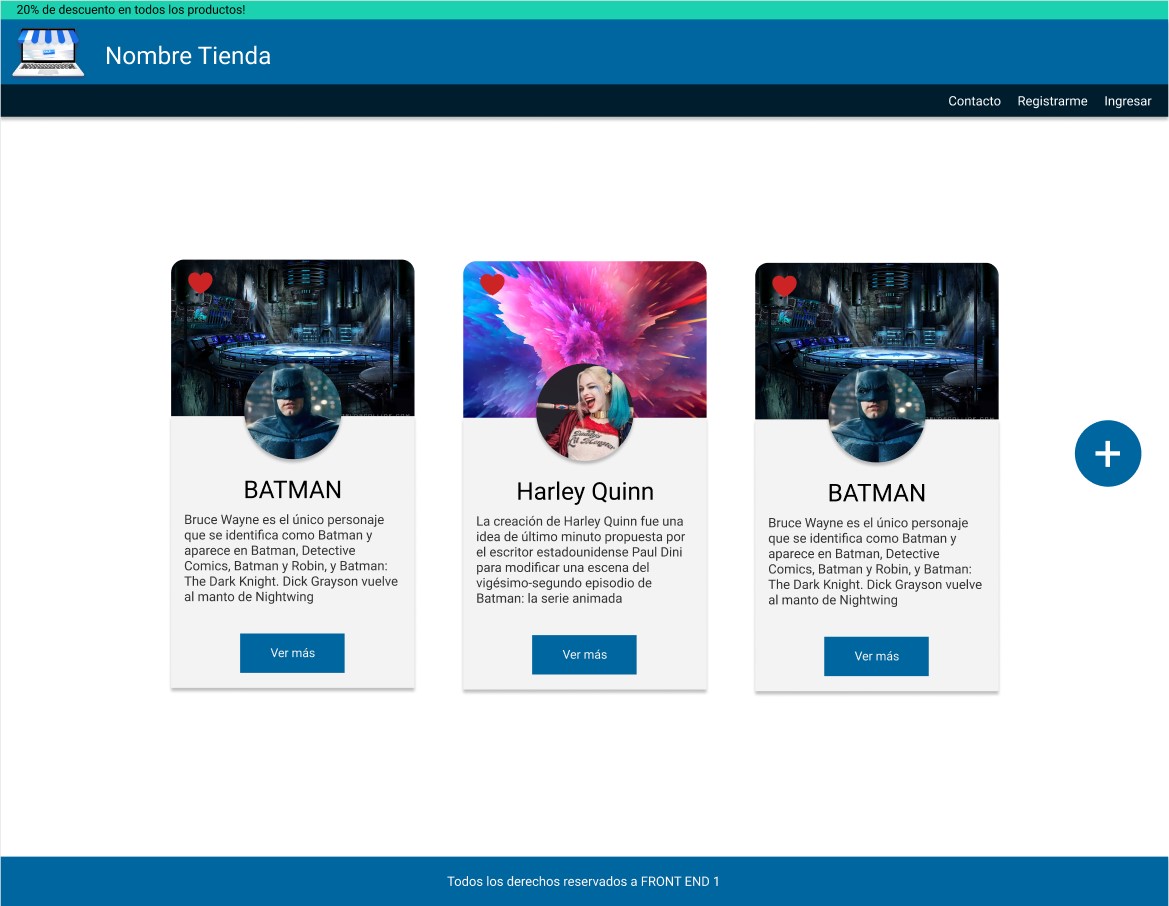 20% de descuento en todos los productos!
Nombre Tienda
Contacto Registrarme Ingresar
BATMAN
Bruce Wayne es el único personaje
que se identifica como Batman y
aparece en Batman, Detective
Comics, Batman y Robin, y Batman:
The Dark Knight. Dick Grayson vuelve
al manto de Nightwing
Ver más
Harley Quinn
La creación de Harley Quinn fue una
idea de último minuto propuesta por
el escritor estadounidense Paul Dini
para modificar una escena del
vigésimo-segundo episodio de
Batman: la serie animada
Ver más
BATMAN
Bruce Wayne es el único personaje
que se identifica como Batman y
aparece en Batman, Detective
Comics, Batman y Robin, y Batman:
The Dark Knight. Dick Grayson vuelve
al manto de Nightwing
Ver más
+
Todos los derechos reservados a FRONT END 1